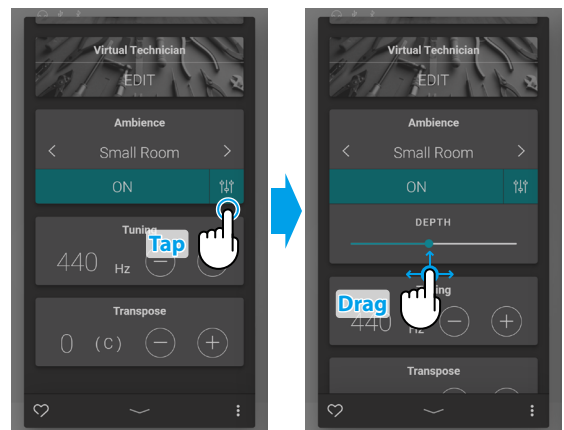 Virtual Technician
EDIT
Ambience
Small Room
ON
Tuning
Tap
440 Hz
Transpose
0 (C)
Virtual Technician
EDIT
Ambience
Small Room
ON
DEPTH
Drag
440
Transpose